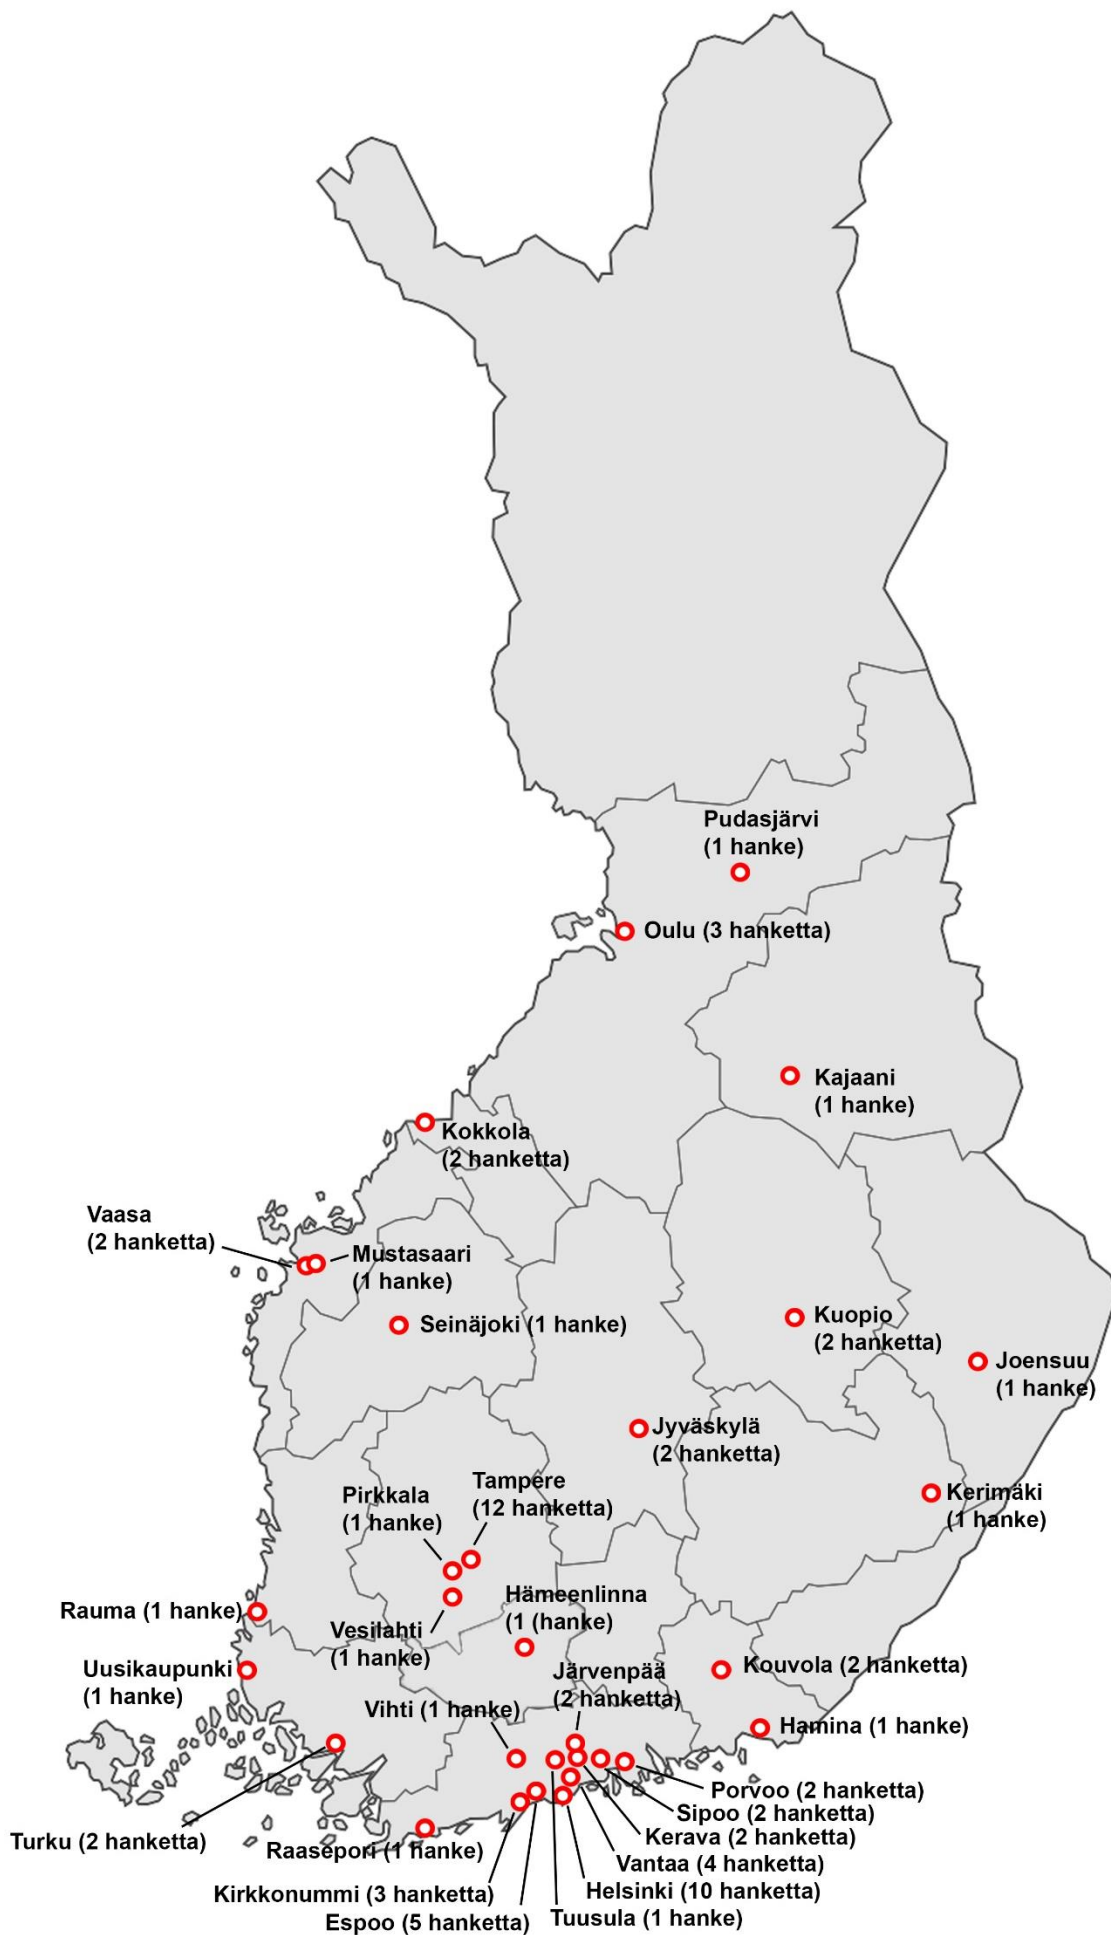 Pudasjärvi
(1 hanke)
Oulu (3 hanketta)
Kajaani
(1 hanke)
Kokkola
(2 hanketta)
Vaasa
(2 hanketta)
Mustasaari
(1 hanke)
Seinäjoki (1 hanke)
Kuopio
(2 hanketta)
Joensuu
(1 hanke)
Jyväskylä
(2 hanketta)
Tampere
(12 hanketta)
Pirkkala
(1 hanke)
Kerimäki
(1 hanke)
Hämeenlinna
(1 (hanke)
Rauma (1 hanke)
Vesilahti
(1 hanke)
Uusikaupunki
(1 hanke)
Järvenpää
(2 hanketta)
Kouvola (2 hanketta)
Vihti (1 hanke)
Hamina (1 hanke)
Porvoo (2 hanketta)
Sipoo (2 hanketta)
Kerava (2 hanketta)
Turku (2 hanketta)
Raasepori (1 hanke)
Vantaa (4 hanketta)
Kirkkonummi (3 hanketta)
Helsinki (10 hanketta)
Espoo (5 hanketta)
Tuusula (1 hanke)